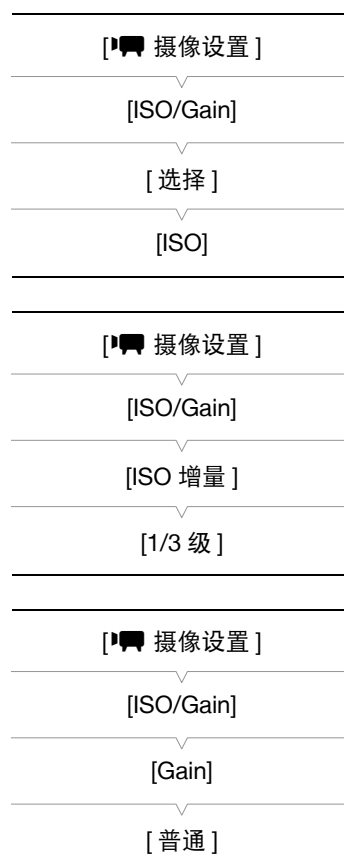 [ 摄像设置 ]
[ISO/Gain]
[ 选择 ]
[ISO]
[ 摄像设置 ]
[ISO/Gain]
[ISO 增量 ]
[1/3 级 ]
[ 摄像设置 ]
[ISO/Gain]
[Gain]
[ 普通 ]